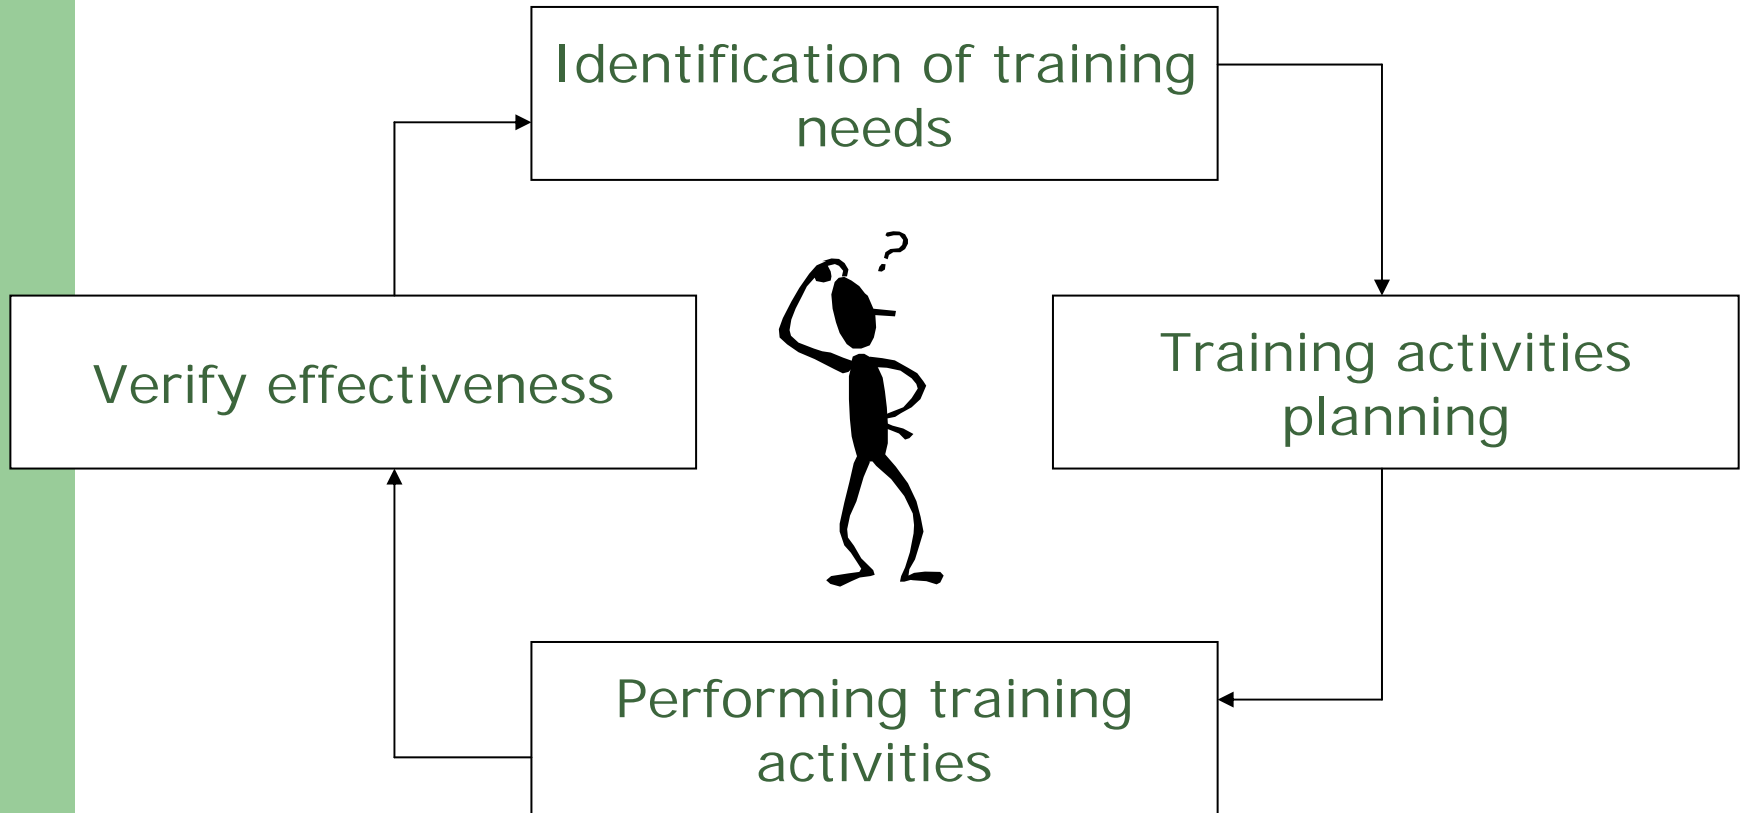 Identification of training
needs
?
Verify effectiveness
Training activities
planning
Performing training
activities